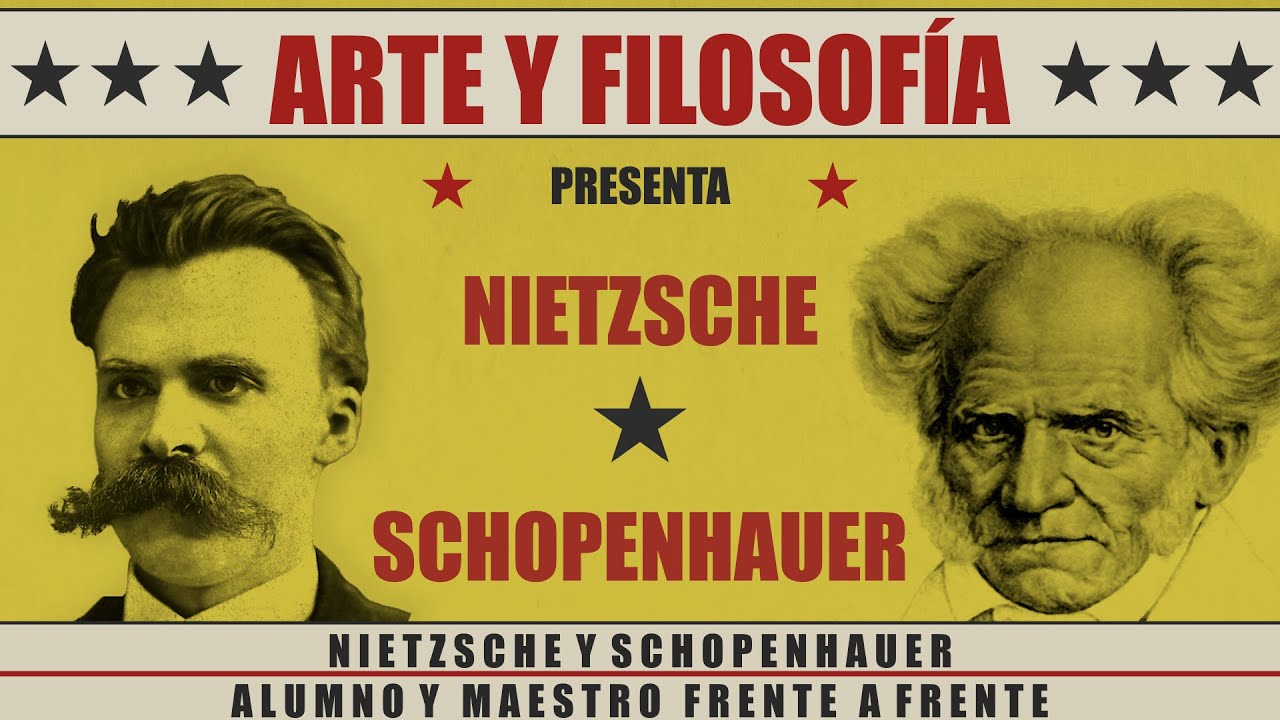 ARTE Y FILOSOFÍA
PRESENTA
NIETZSCHE
SCHOPENHAUER
NIETZSCHE Y SCHOPENHAUER
ALUMNO Y MAESTRO FRENTE A FRENTE